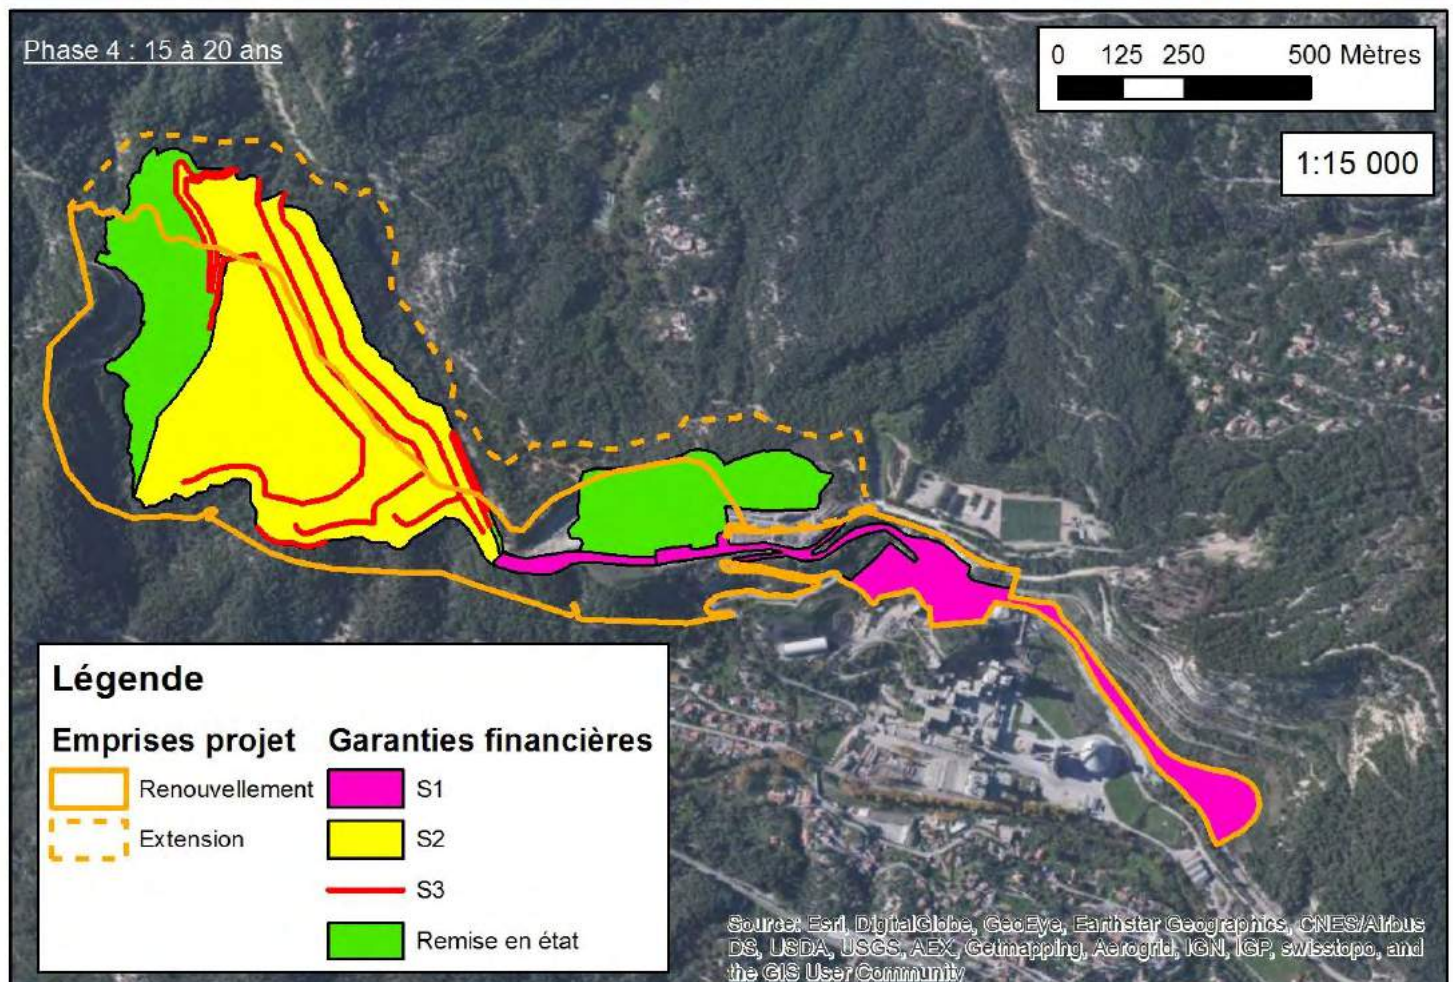 Phase 4 : 15 à 20 ans
0 125 250 500 Mètres
1:15 000
Légende
Emprises projet
Renouvellement
Extension
Garanties financières
S1
S2
S3
Remise en état
Source: Esri, DigitalGlobe, GeoEye, Earthstar Geographics, CNES/Airbus
DS, USDA, USGS, AEX, Getmapping, Aerogrid, IGN, IGP, swisstopo, and
the GIS User Community